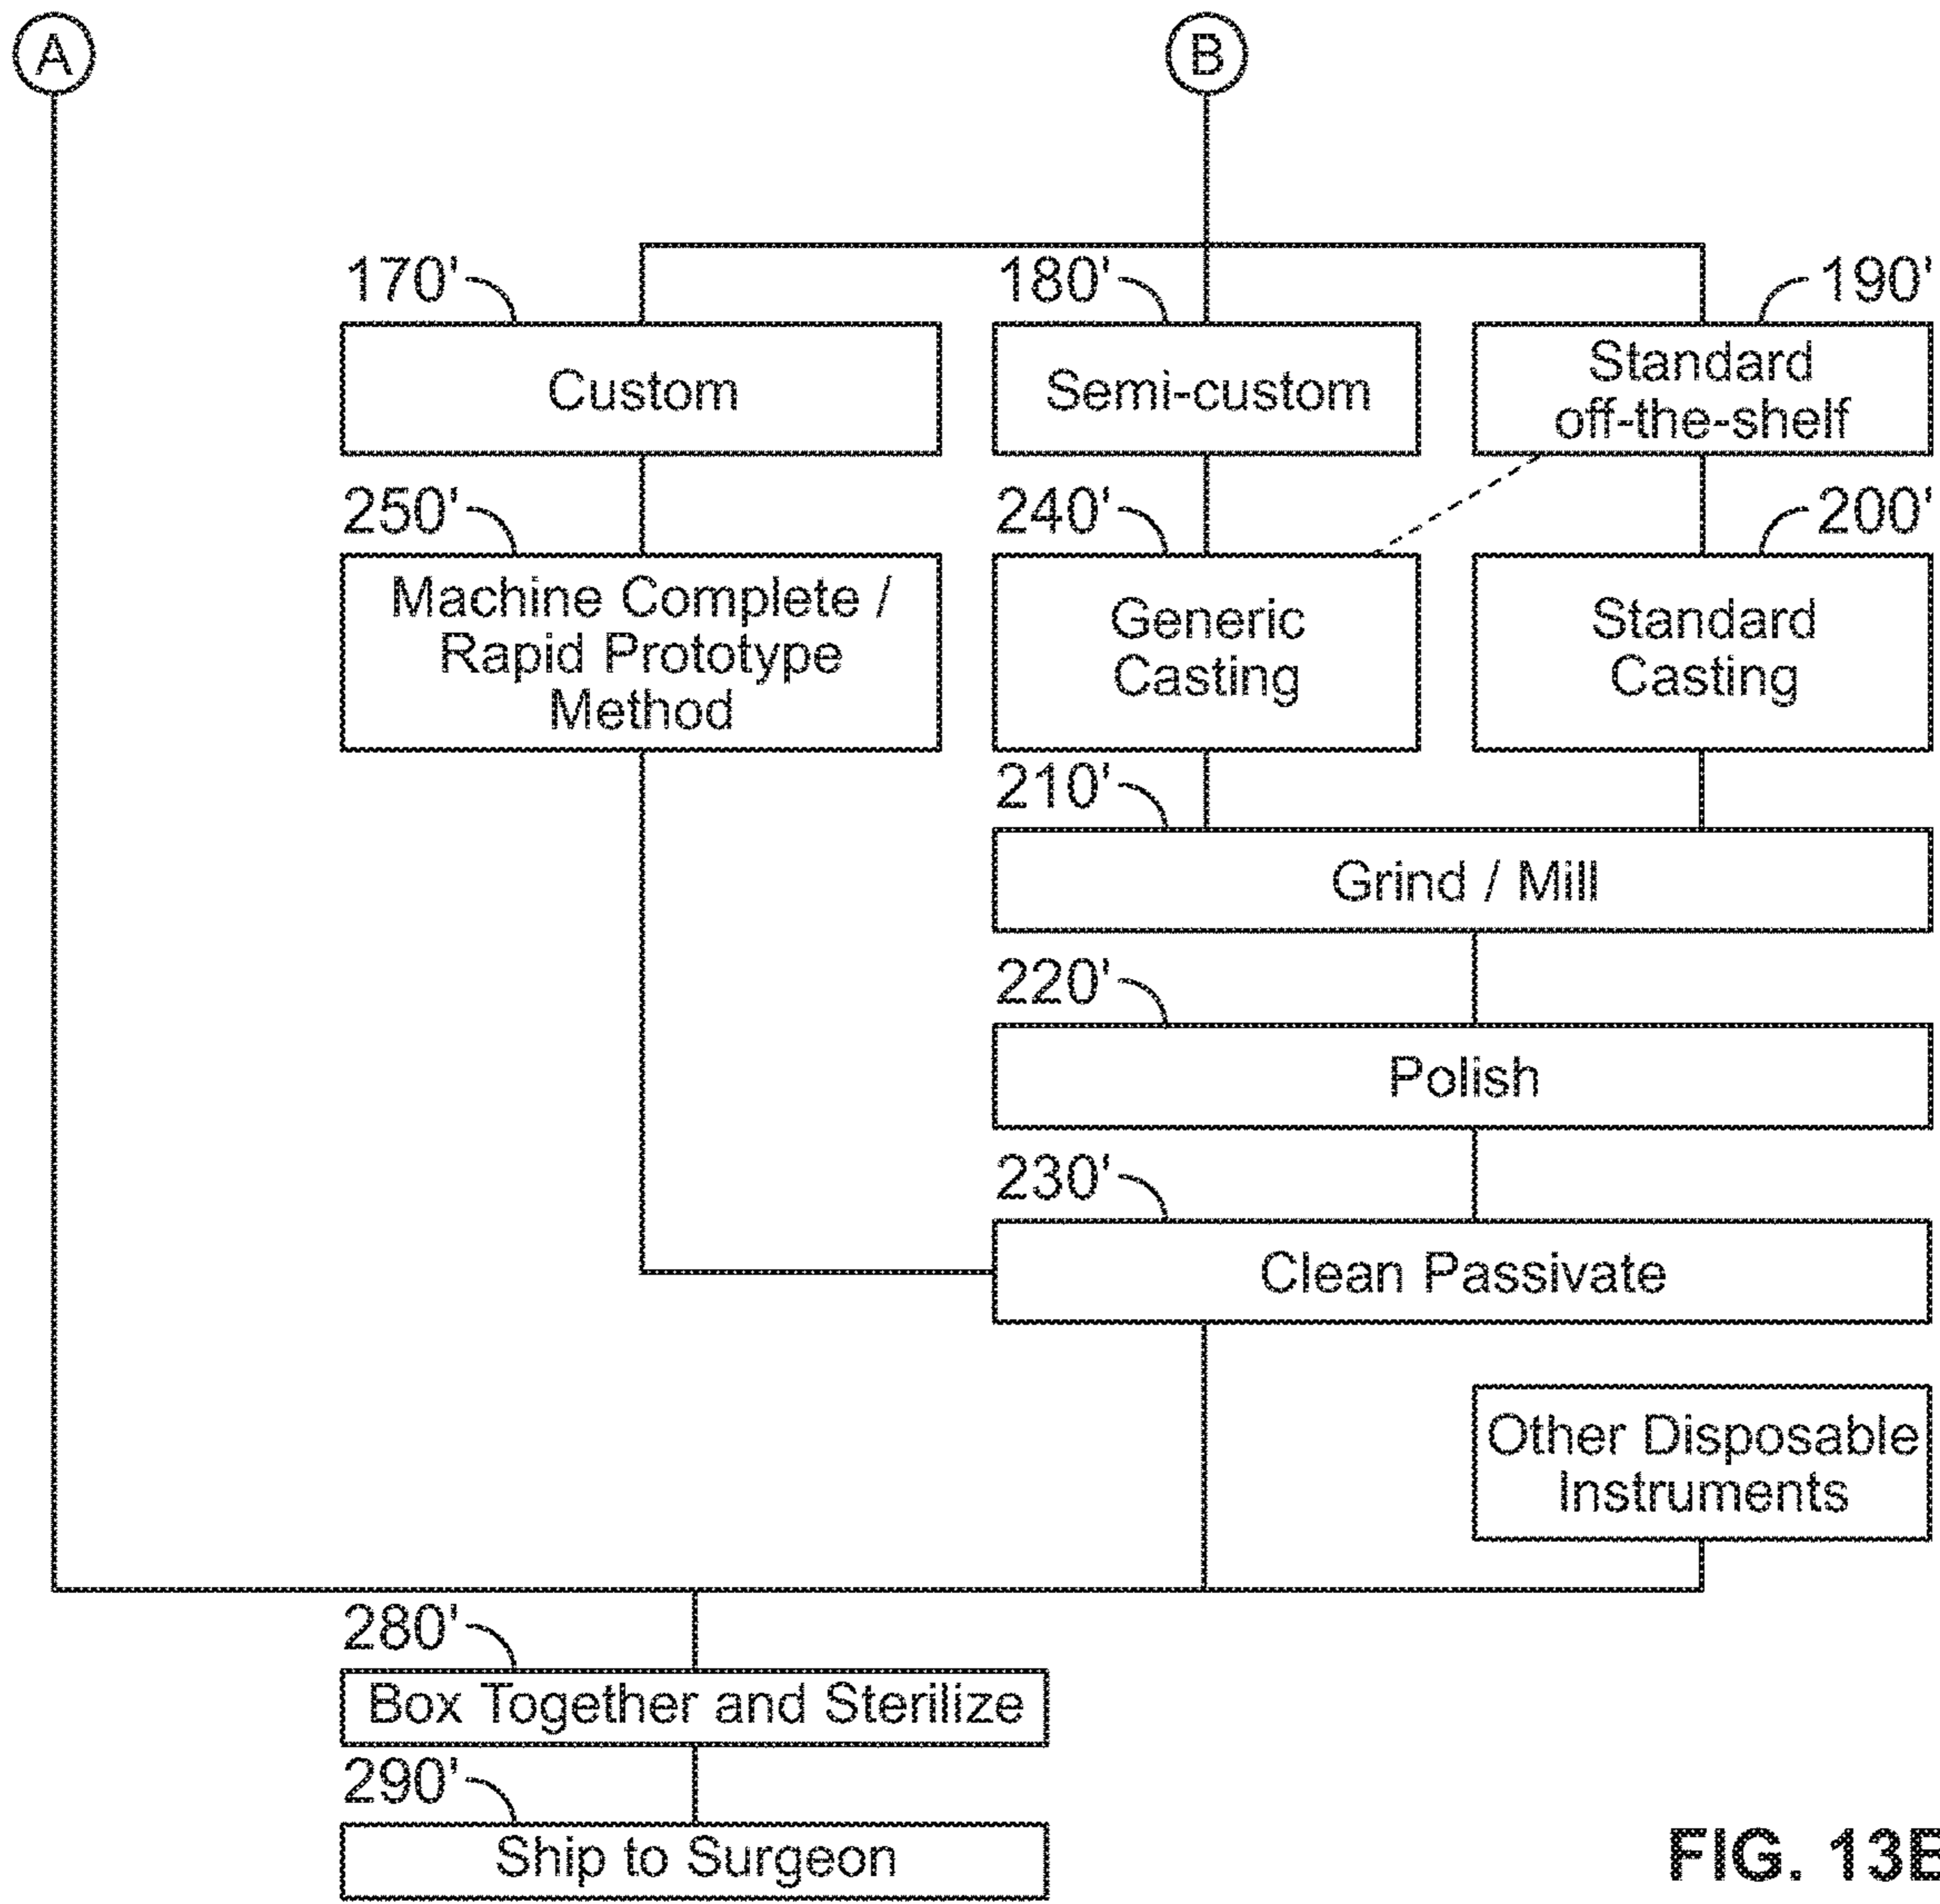 A
B
170'
180'
190'
Custom
Semi-custom
Standard
off-the-shelf
250'
240'
200'
Machine Complete /
Rapid Prototype
Method
Generic
Casting
Standard
Casting
210'
Grind / Mill
220'
Polish
230'
Clean Passivate
Other Disposable
Instruments
280'
Box Together and Sterilize
290'
Ship to Surgeon
FIG. 13B